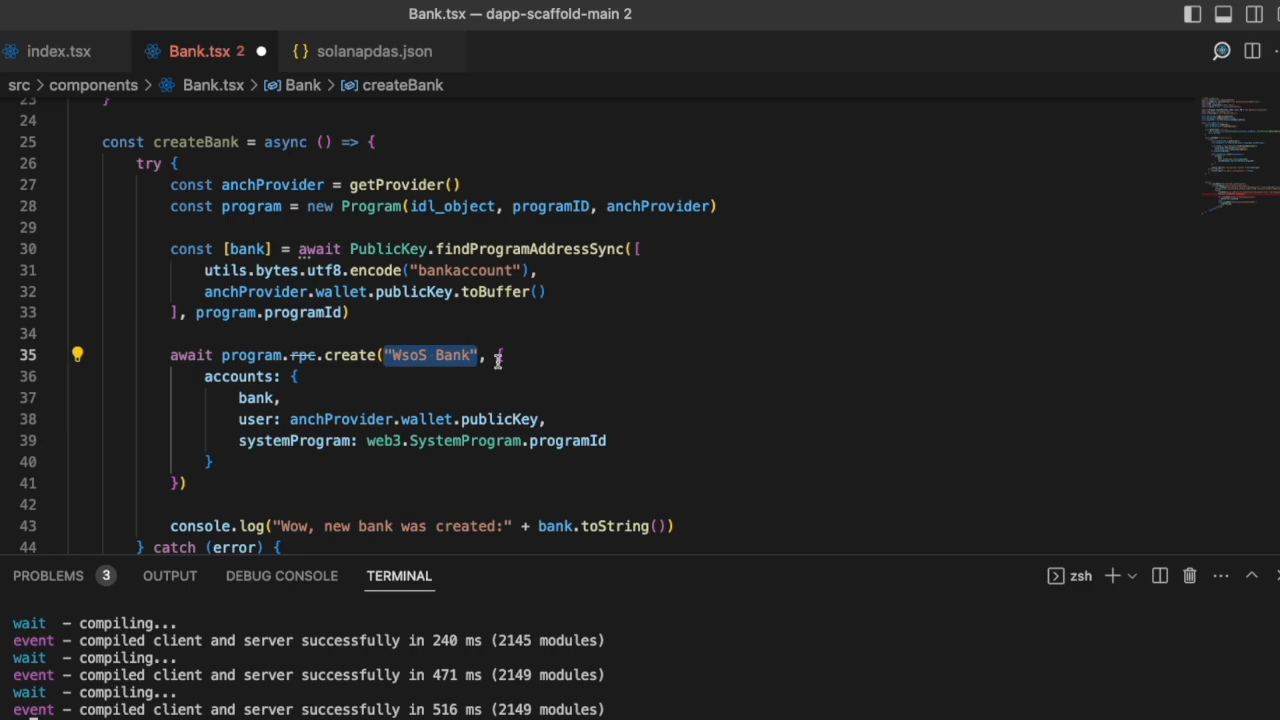 Bank.tsx — dapp-scaffold-main 2
index.tsx
Bank.tsx 2
{} solanapdas.json
src > components > Bank.tsx > Bank > createBank
23 }
24
25 const createBank = async () => {
26 try {
27 const anchProvider = getProvider()
28 const program = new Program(idl_object, programID, anchProvider)
29
30 const [bank] = await PublicKey.findProgramAddressSync([
31 utils.bytes.utf8.encode("bankaccount"),
32 anchProvider.wallet.publicKey.toBuffer()
33 ], program.programId)
34
35 await program.rpc.create("WsoS Bank", {
36 accounts: {
37 bank,
38 user: anchProvider.wallet.publicKey,
39 systemProgram: web3.SystemProgram.programId
40 }
41 })
42
43 console.log("Wow, new bank was created:" + bank.toString())
44 } catch (error) {
PROBLEMS 3 OUTPUT DEBUG CONSOLE TERMINAL
zsh
wait – compiling...
event – compiled client and server successfully in 240 ms (2145 modules)
wait – compiling...
event – compiled client and server successfully in 471 ms (2149 modules)
wait – compiling...
event – compiled client and server successfully in 516 ms (2149 modules)